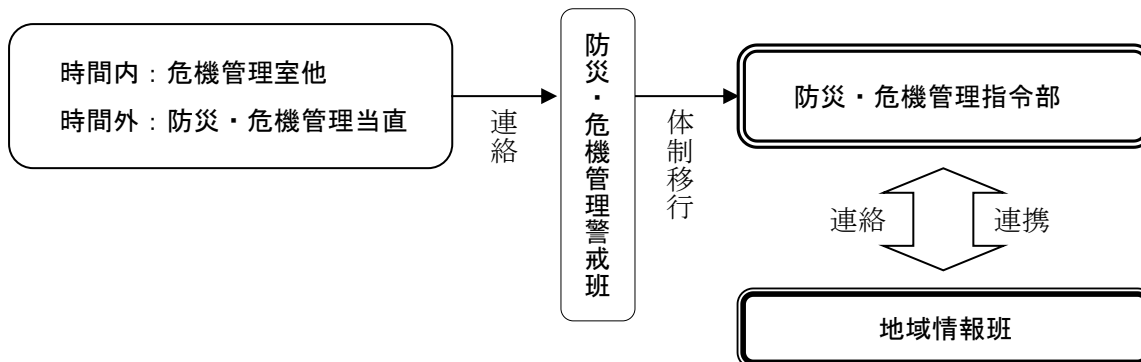 時間内：危機管理室他
時間外：防災・危機管理当直
連絡
防災・危機管理警戒班
体制移行
防災・危機管理指令部
連絡
連携
地域情報班